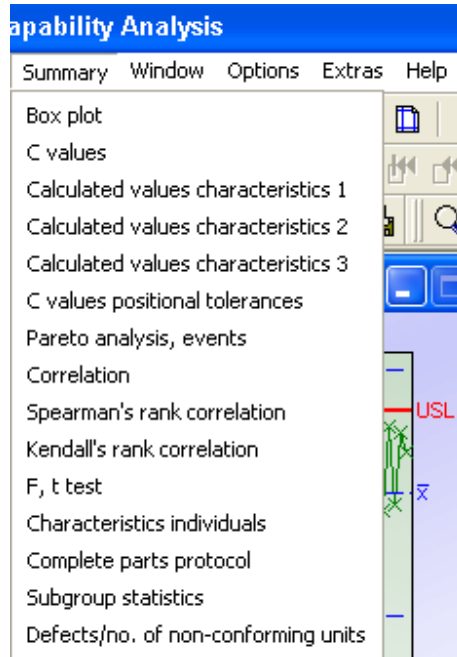 apability Analysis
Summary Window Options Extras Help
Box plot
C values
Calculated values characteristics 1
Calculated values characteristics 2
Calculated values characteristics 3
C values positional tolerances
Pareto analysis, events
Correlation
Spearman's rank correlation
USL
Kendall's rank correlation
F, t test
x̅
Characteristics individuals
Complete parts protocol
Subgroup statistics
Defects/no. of non-conforming units